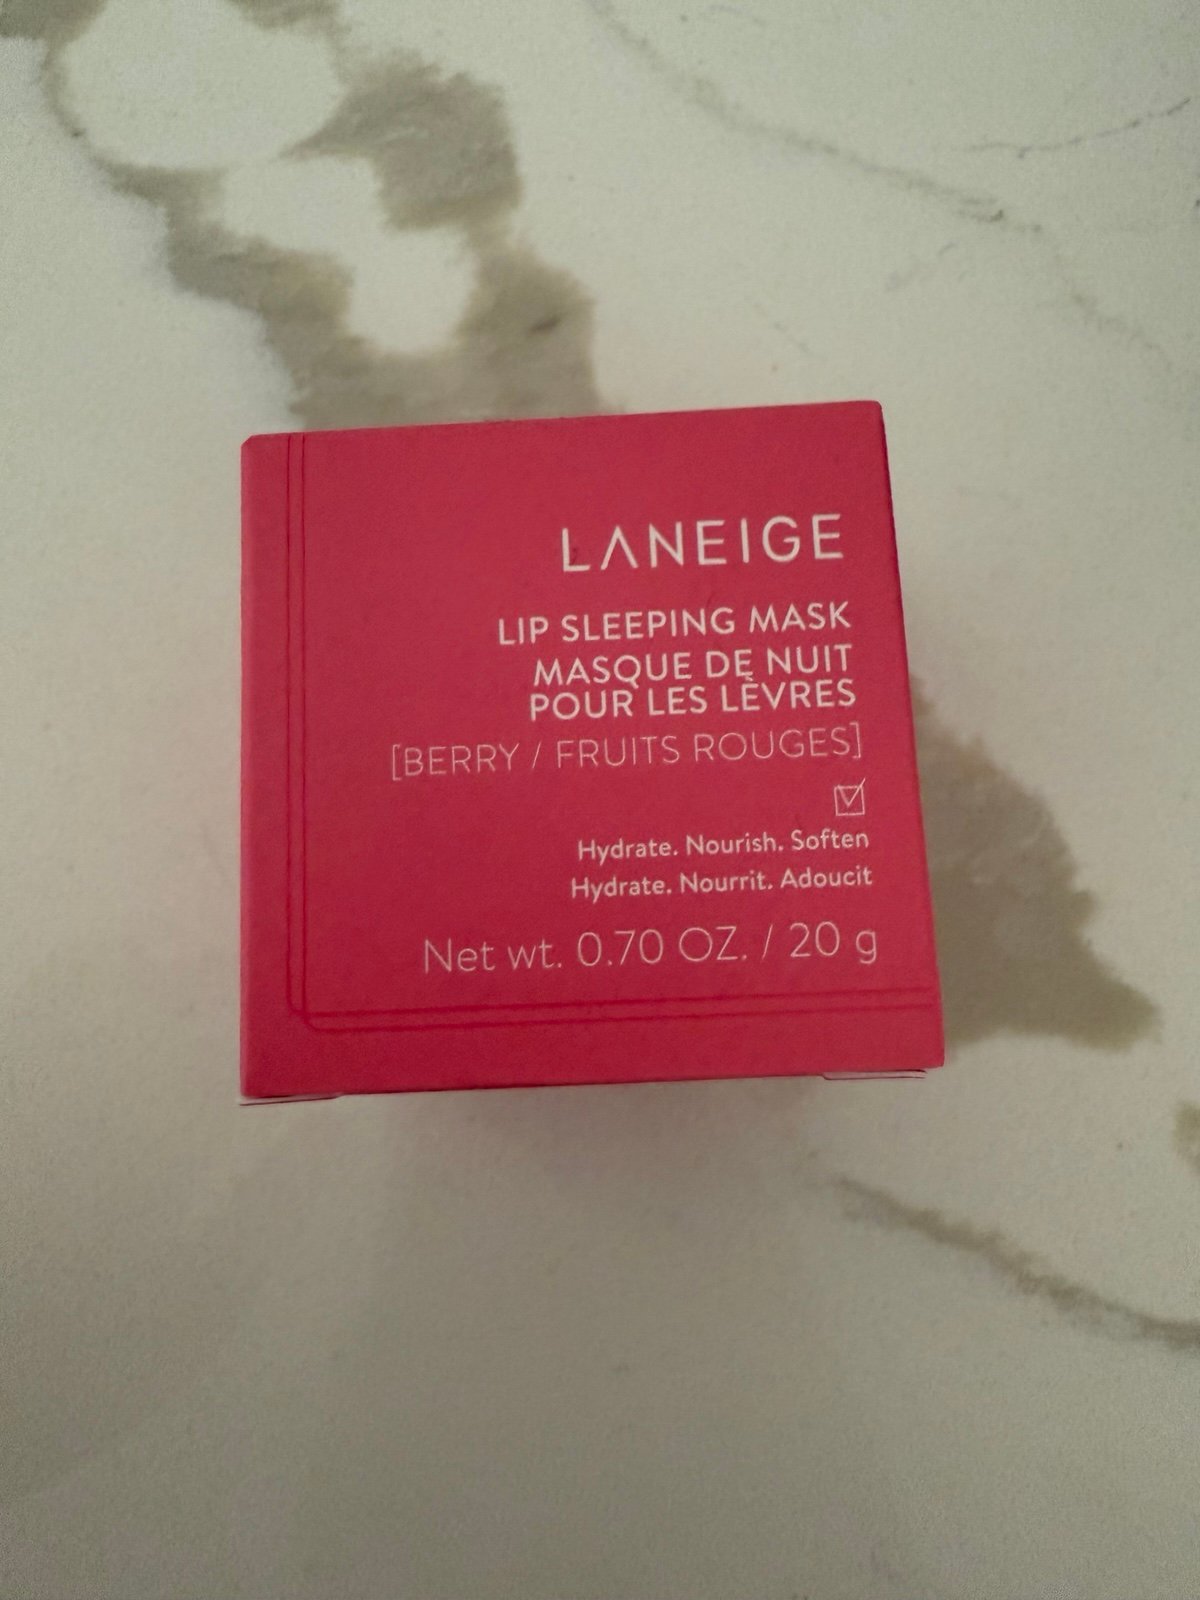 LANEIGE
LIP SLEEPING MASK
MASQUE DE NUIT
POUR LES LÈVRES
[BERRY / FRUITS ROUGES]
Hydrate. Nourish. Soften
Hydrate. Nourrit. Adoucit
Net wt. 0.70 OZ. / 20 g